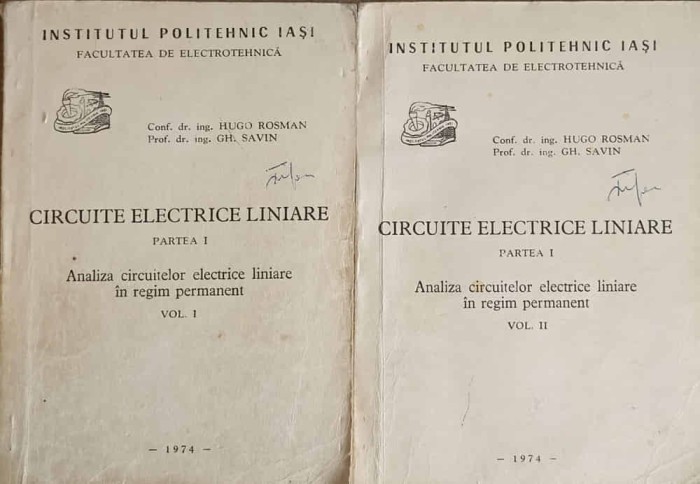 INSTITUTUL POLITEHNIC IAȘI
FACULTATEA DE ELECTROTEHNICĂ
Conf. dr. ing. HUGO ROSMAN
Prof. dr. ing. GH. SAVIN
CIRCUITE ELECTRICE LINIARE
PARTEA I
Analiza circuitelor electrice liniare
în regim permanent
VOL. I
– 1974 –
INSTITUTUL POLITEHNIC IAȘI
FACULTATEA DE ELECTROTEHNICĂ
Conf. dr. ing. HUGO ROSMAN
Prof. dr. ing. GH. SAVIN
CIRCUITE ELECTRICE LINIARE
PARTEA I
Analiza circuitelor electrice liniare
în regim permanent
VOL. II
– 1974 –